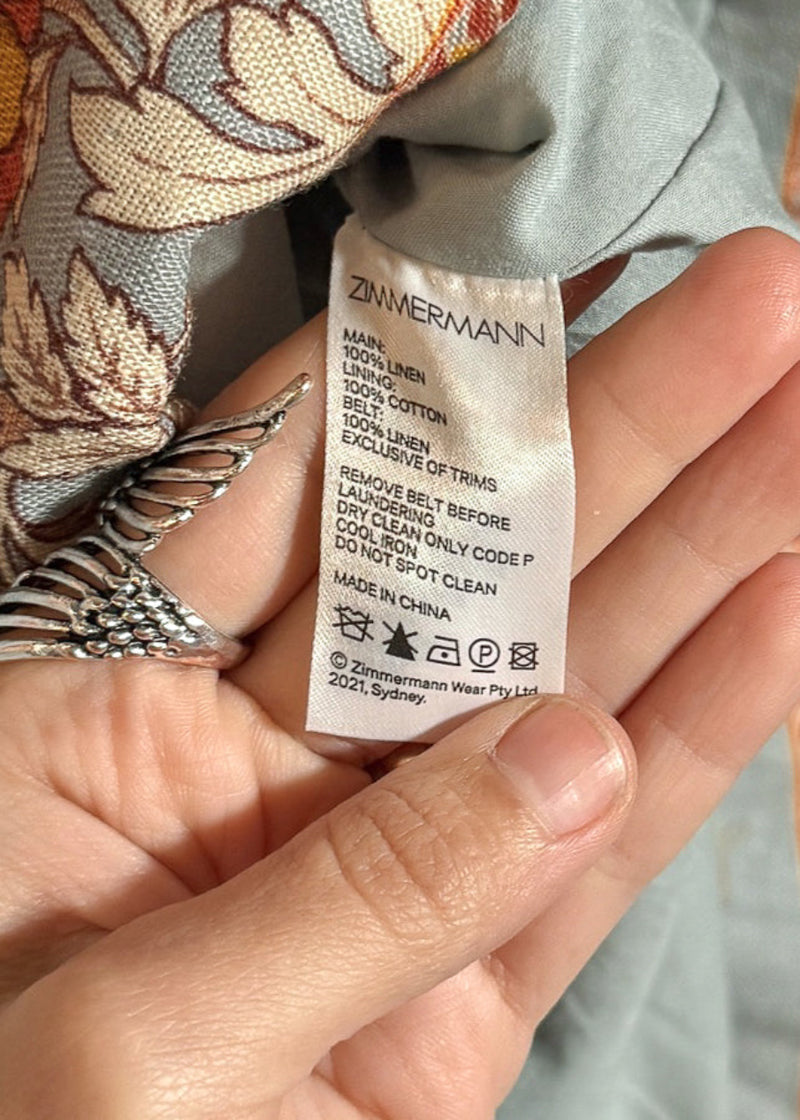 ZIMMERMANN
MAIN:
100% LINEN
LINING:
100% COTTON
BELT:
100% LINEN
EXCLUSIVE OF TRIMS
REMOVE BELT BEFORE
LAUNDERING
DRY CLEAN ONLY CODE P
COOL IRON
DO NOT SPOT CLEAN
MADE IN CHINA
P
© Zimmermann Wear Pty Ltd
2021, Sydney.